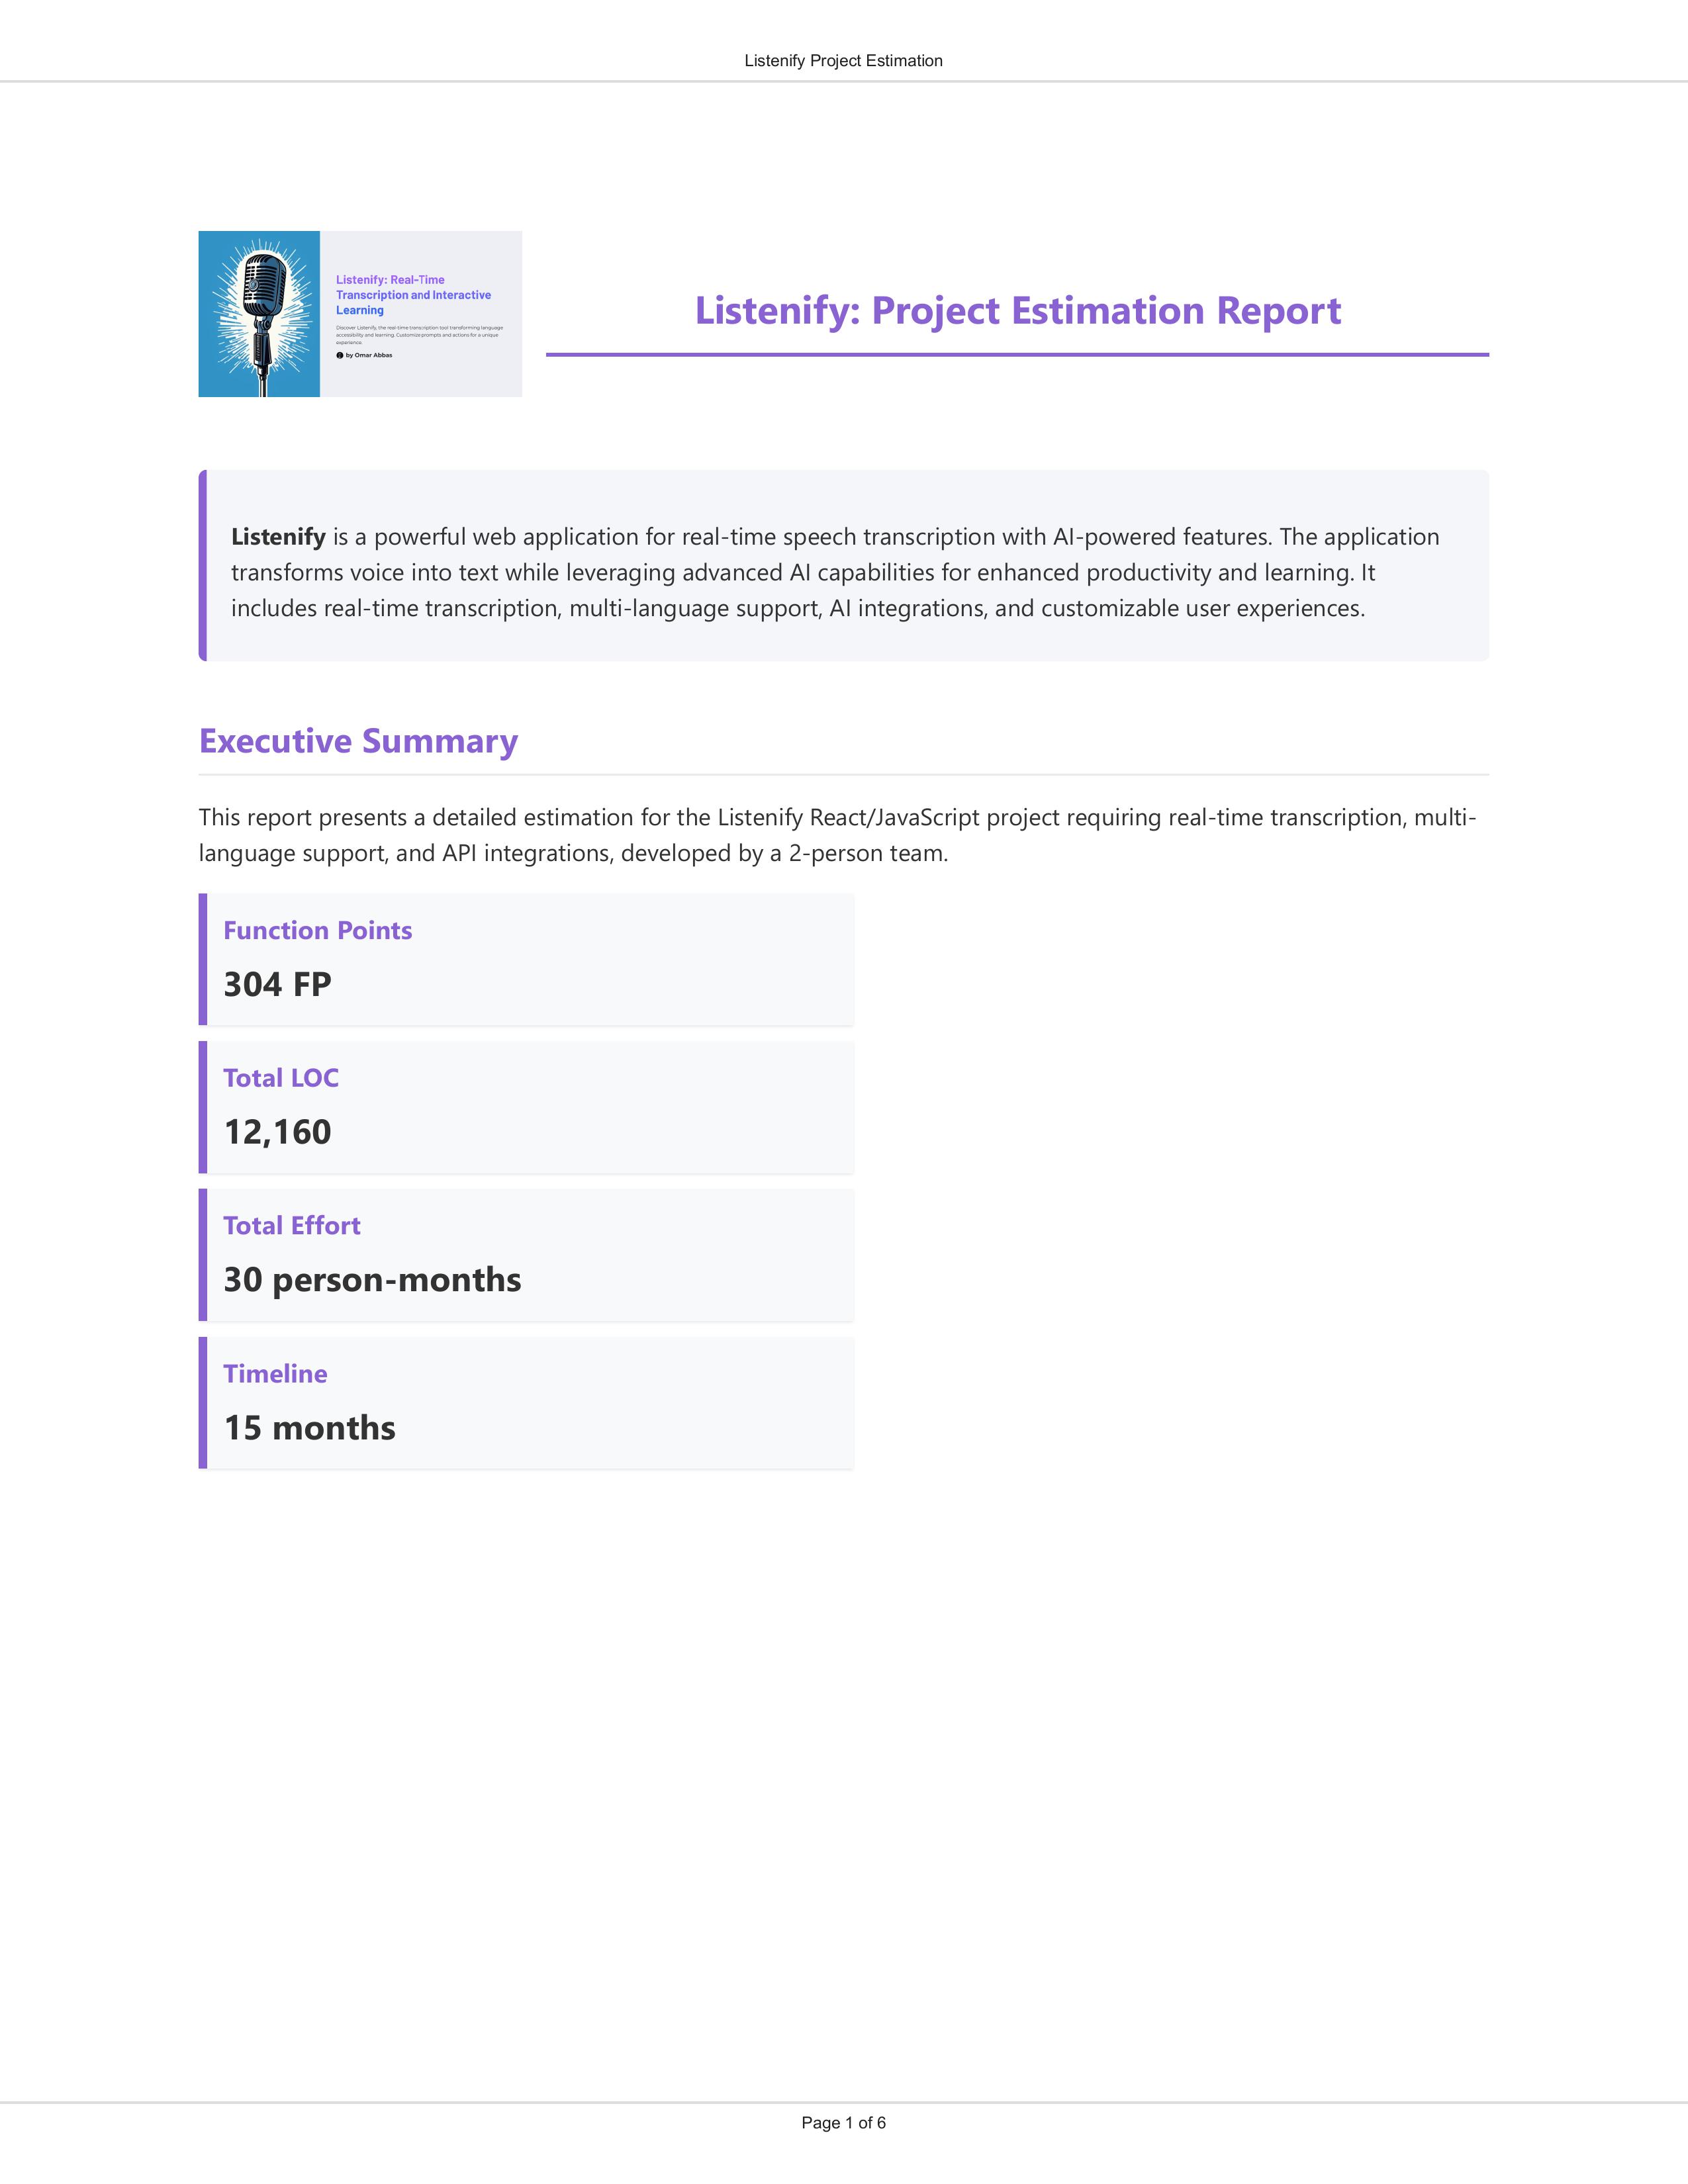 Listenify Project Estimation
Listenify: Real-Time
Transcription and Interactive
Learning
Discover Listenify, the real-time transcription tool transforming language
accessibility and learning. Customize prompts and actions for a unique
experience.
by Omar Abbas
Listenify: Project Estimation Report
Listenify is a powerful web application for real-time speech transcription with AI-powered features. The application
transforms voice into text while leveraging advanced AI capabilities for enhanced productivity and learning. It
includes real-time transcription, multi-language support, AI integrations, and customizable user experiences.
Executive Summary
This report presents a detailed estimation for the Listenify React/JavaScript project requiring real-time transcription, multi-
language support, and API integrations, developed by a 2-person team.
Function Points
304 FP
Total LOC
12,160
Total Effort
30 person-months
Timeline
15 months
Page 1 of 6